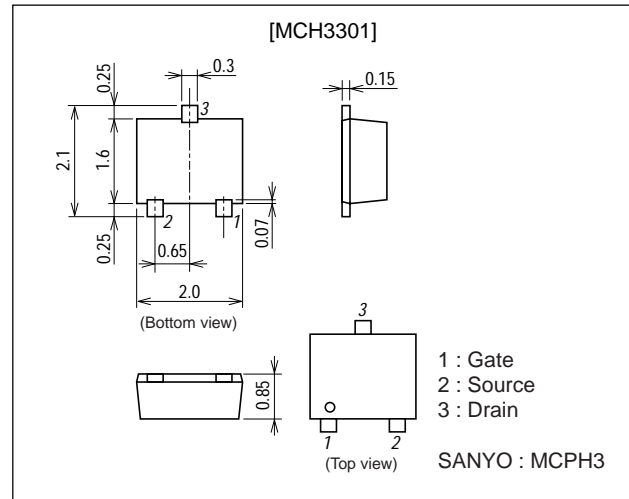 [MCH3301]
0.3
0.25
3
0.15
2.1
1.6
2
1
0.07
0.25
0.65
2.0
(Bottom view)
3
0.85
1 : Gate
2 : Source
3 : Drain
1
2
(Top view)
SANYO : MCPH3